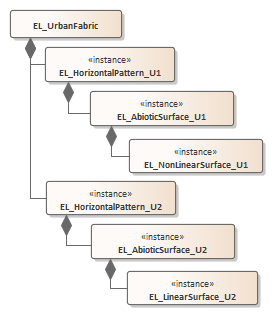 EL_UrbanFabric
«instance»
EL_HorizontalPattern_U1
«instance»
EL_AbioticSurface_U1
«instance»
EL_NonLinearSurface_U1
«instance»
EL_HorizontalPattern_U2
«instance»
EL_AbioticSurface_U2
«instance»
EL_LinearSurface_U2